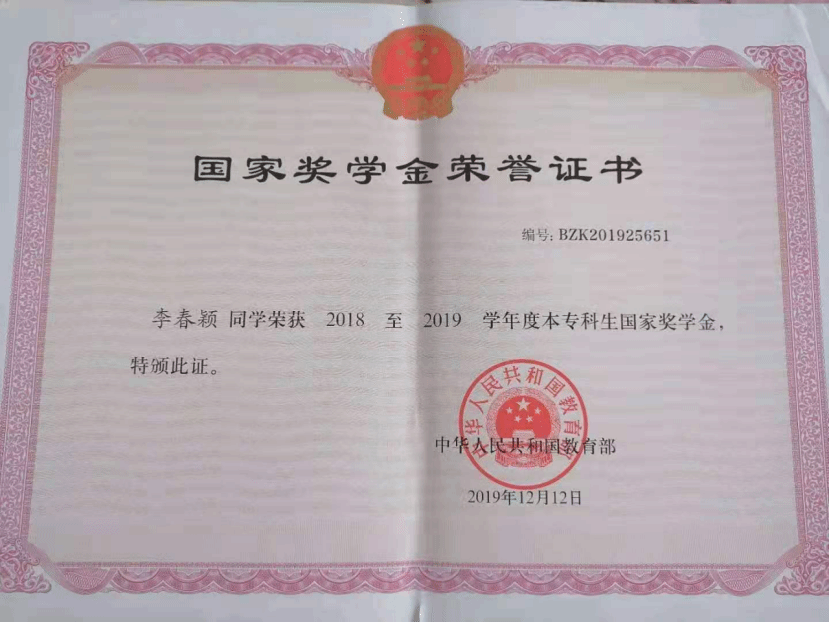 国家奖学金荣誉证书
编号: BZK201925651
李春颖 同学荣获 2018 至 2019 学年度本专科生国家奖学金,
特颁此证。
中华人民共和国教育部
中华人民共和国教育部
2019年12月12日